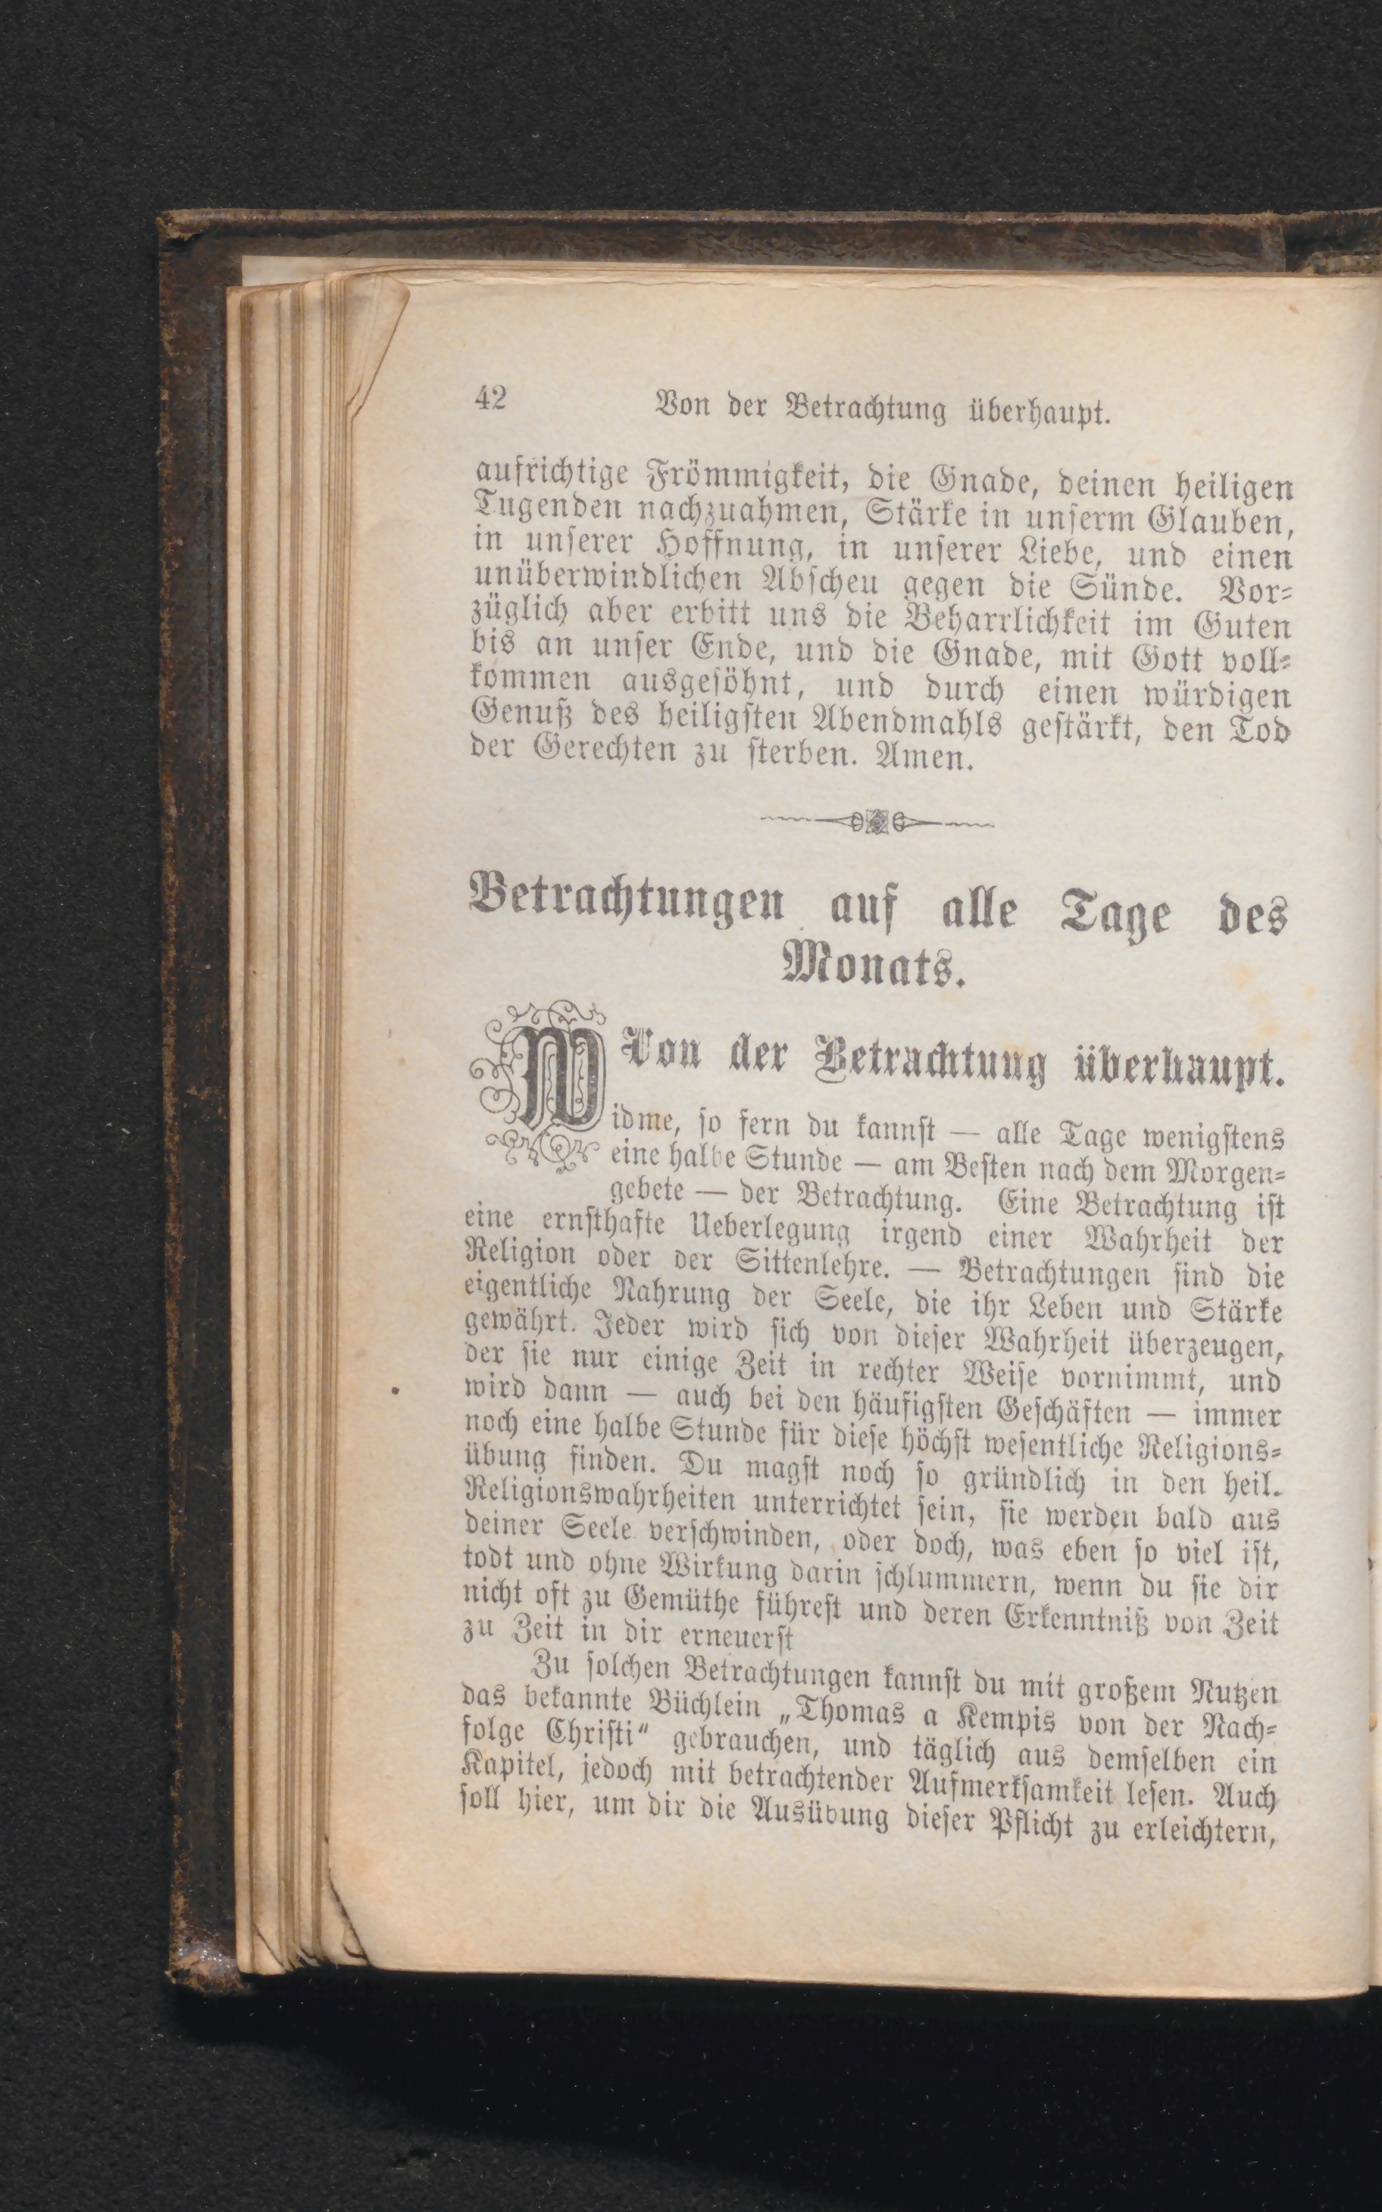 42 Von der Betrachtung überhaupt.
aufrichtige Frömmigkeit, die Gnade, deinen heiligen
Tugenden nachzuahmen, Stärke in unserm Glauben,
in unserer Hoffnung, in unserer Liebe, und einen
unüberwindlichen Abscheu gegen die Sünde. Vor-
züglich aber erbitt uns die Beharrlichkeit im Guten
bis an unser Ende, und die Gnade, mit Gott voll-
kommen ausgesöhnt, und durch einen würdigen
Genuß des heiligsten Abendmahls gestärkt, den Tod
der Gerechten zu sterben. Amen.
Betrachtungen auf alle Tage des
Monats.
Von der Betrachtung überhaupt.
Widme, so fern du kannst — alle Tage wenigstens
eine halbe Stunde — am Besten nach dem Morgen-
gebete — der Betrachtung. Eine Betrachtung ist
eine ernsthafte Ueberlegung irgend einer Wahrheit der
Religion oder der Sittenlehre. — Betrachtungen sind die
eigentliche Nahrung der Seele, die ihr Leben und Stärke
gewährt. Jeder wird sich von dieser Wahrheit überzeugen,
der sie nur einige Zeit in rechter Weise vornimmt, und
wird dann — auch bei den häufigsten Geschäften — immer
noch eine halbe Stunde für diese höchst wesentliche Religions-
übung finden. Du magst noch so gründlich in den heil.
Religionswahrheiten unterrichtet sein, sie werden bald aus
deiner Seele verschwinden, oder doch, was eben so viel ist,
todt und ohne Wirkung darin schlummern, wenn du sie dir
nicht oft zu Gemüthe führest und deren Erkenntniß von Zeit
zu Zeit in dir erneuerst
Zu solchen Betrachtungen kannst du mit großem Nutzen
das bekannte Büchlein „Thomas a Kempis von der Nach-
folge Christi“ gebrauchen, und täglich aus demselben ein
Kapitel, jedoch mit betrachtender Aufmerksamkeit lesen. Auch
soll hier, um dir die Ausübung dieser Pflicht zu erleichtern,